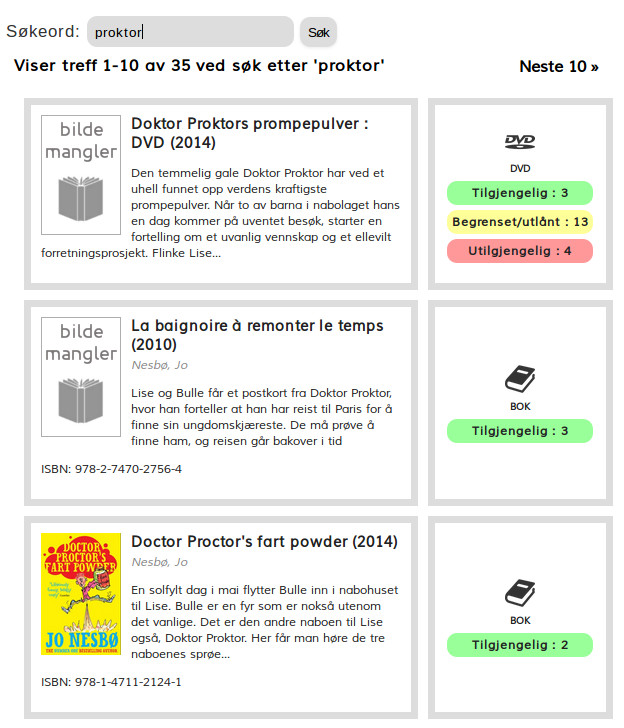 Søkeord: proktor Søk
Viser treff 1-10 av 35 ved søk etter 'proktor'
Neste 10 »
bilde
mangler
Doktor Proktors prompepulver :
DVD (2014)
Den temmelig gale Doktor Proktor har ved et
uhell funnet opp verdens kraftigste
prompepulver. Når to av barna i nabolaget hans
en dag kommer på uventet besøk, starter en
fortelling om et uvanlig vennskap og et ellevilt
forretningsprosjekt. Flinke Lise...
DVD
Tilgjengelig : 3
Begrenset/utlånt : 13
Utilgjengelig : 4
bilde
mangler
La baignoire à remonter le temps
(2010)
Nesbø, Jo
Lise og Bulle får et postkort fra Doktor Proktor,
hvor han forteller at han har reist til Paris for å
finne sin ungdomskjæreste. De må prøve å
finne ham, og reisen går bakover i tid
ISBN: 978-2-7470-2756-4
BOK
Tilgjengelig : 3
DOCTOR
PROCTOR'S
FART POWDER
JO NESBØ
Doctor Proctor's fart powder (2014)
Nesbø, Jo
En solfylt dag i mai flytter Bulle inn i nabohuset
til Lise. Bulle er en fyr som er nokså utenom
det vanlige. Det er den andre naboen til Lise
også, Doktor Proktor. Her får man høre de tre
naboenes sprøe...
ISBN: 978-1-4711-2124-1
BOK
Tilgjengelig : 2